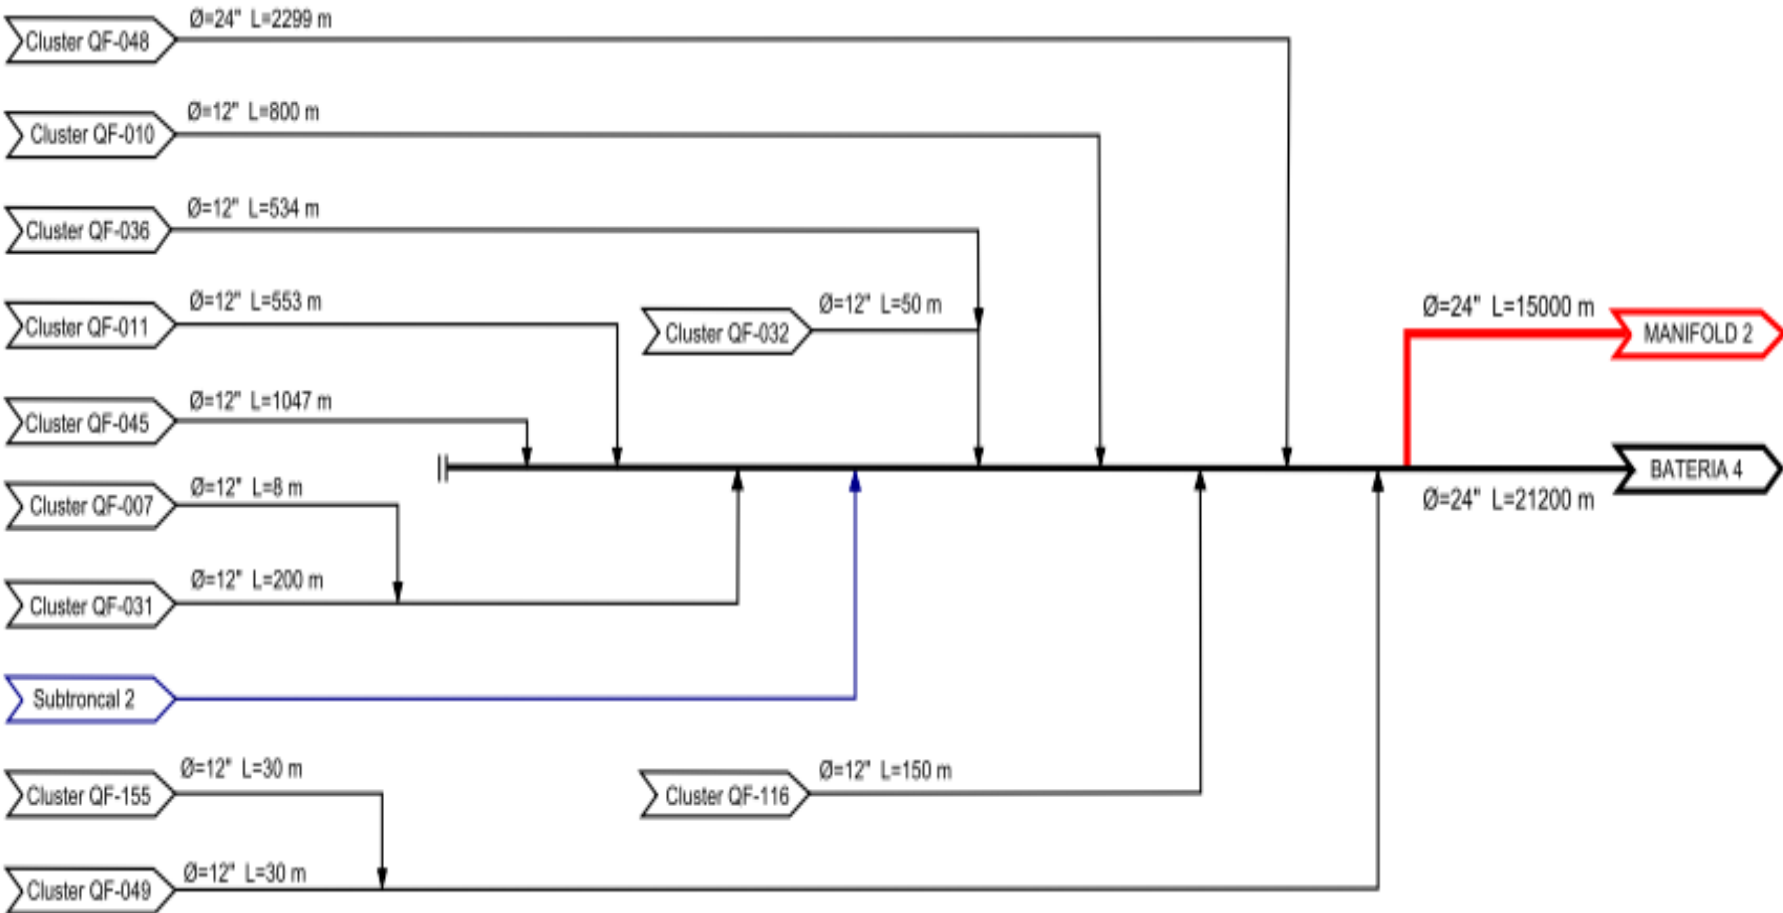 Ø=24" L=2299 m
Cluster QF-048
Ø=12" L=800 m
Cluster QF-010
Ø=12" L=534 m
Cluster QF-036
Ø=12" L=553 m
Cluster QF-011
Ø=12" L=50 m
Cluster QF-032
Ø=24" L=15000 m
MANIFOLD 2
Ø=12" L=1047 m
Cluster QF-045
BATERIA 4
Ø=24" L=21200 m
Ø=12" L=8 m
Cluster QF-007
Ø=12" L=200 m
Cluster QF-031
Subtroncal 2
Ø=12" L=30 m
Cluster QF-155
Ø=12" L=150 m
Cluster QF-116
Ø=12" L=30 m
Cluster QF-049